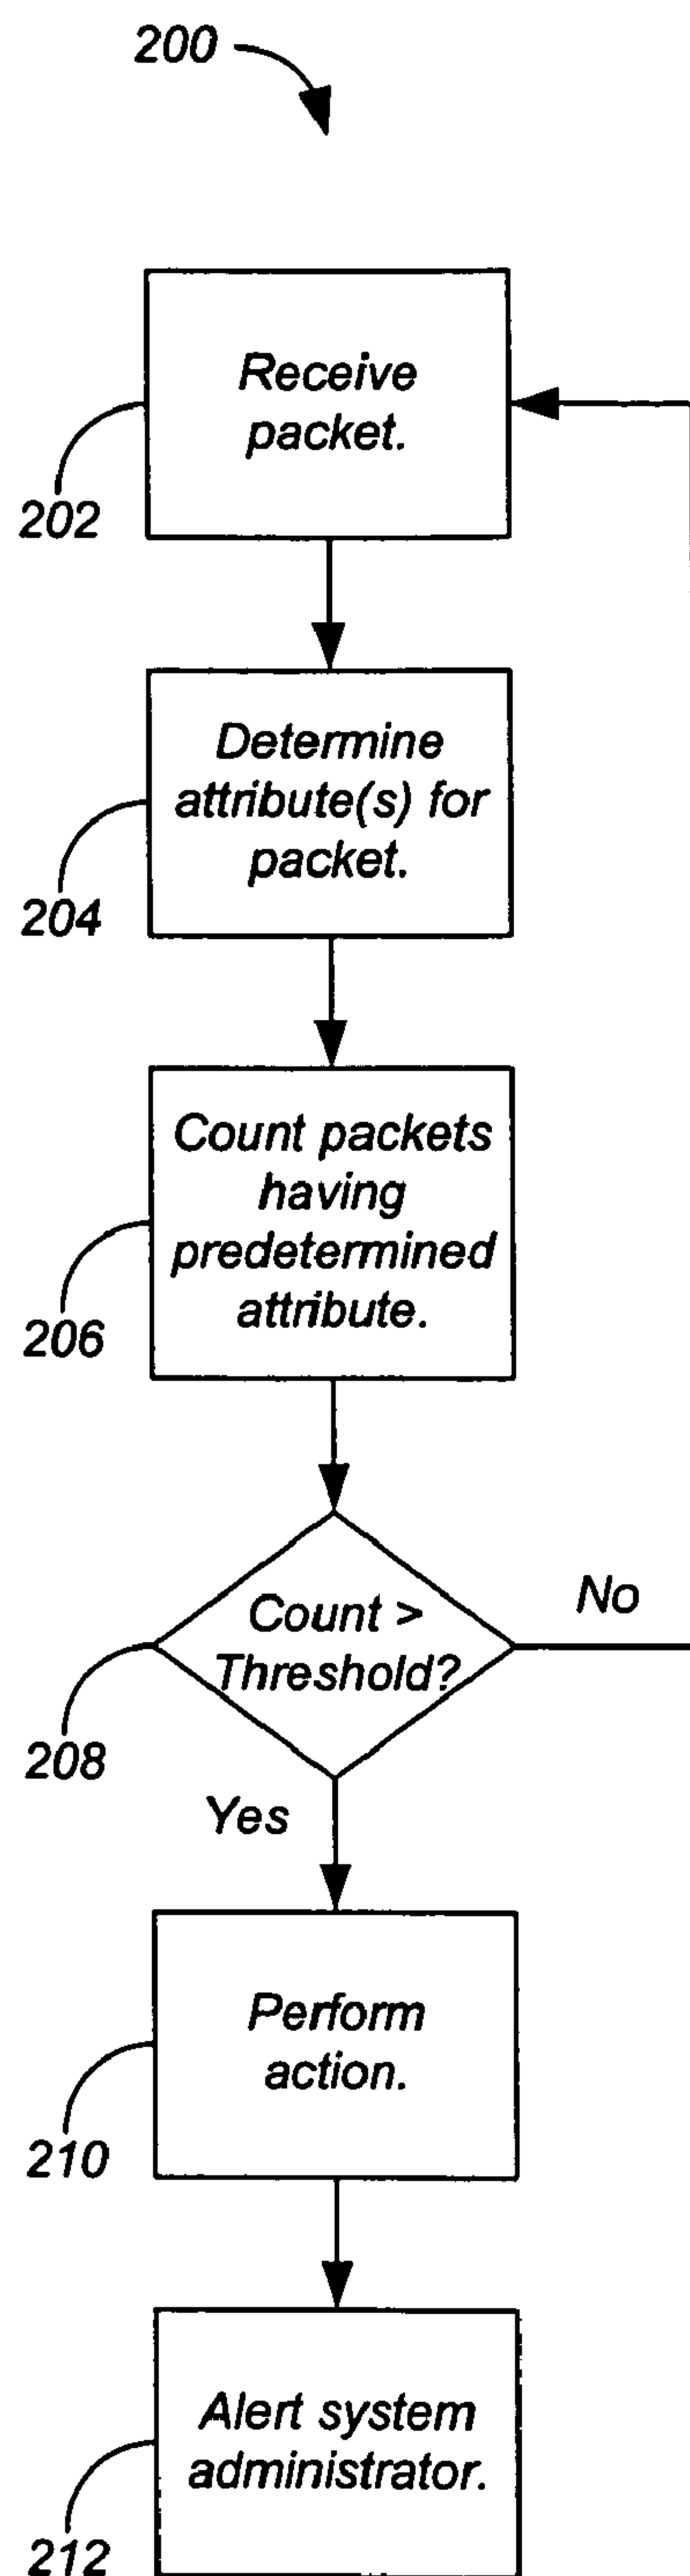 200
Receive
packet.
202
Determine
attribute(s) for
packet.
204
Count packets
having
predetermined
attribute.
206
Count >
Threshold?
No
208
Yes
Perform
action.
210
Alert system
administrator.
212